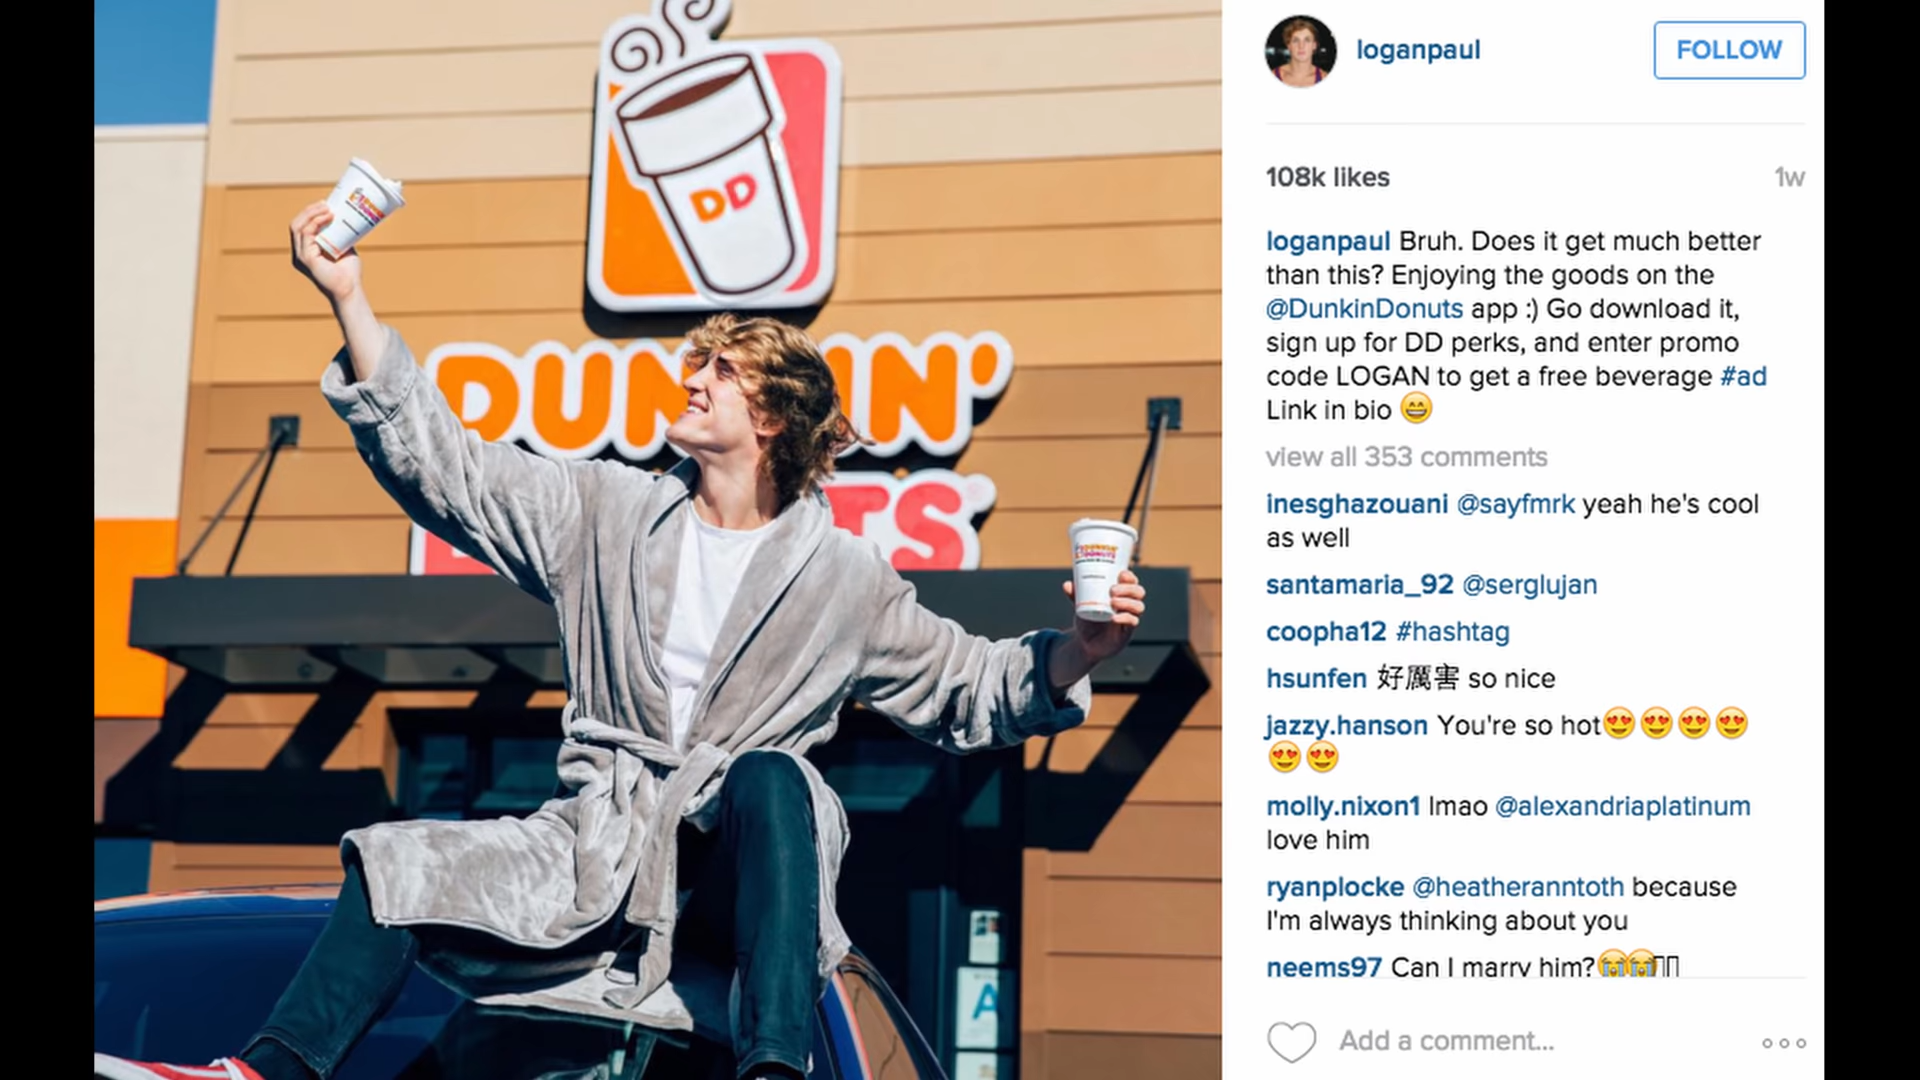 DD
DUNKIN'
TS
DUNKIN'
DONUTS
A
loganpaul
FOLLOW
108k likes
1w
loganpaul Bruh. Does it get much better
than this? Enjoying the goods on the
@DunkinDonuts app :) Go download it,
sign up for DD perks, and enter promo
code LOGAN to get a free beverage #ad
Link in bio 😄
view all 353 comments
inesghazouani @sayfmrk yeah he's cool
as well
santamaria_92 @serglujan
coopha12 #hashtag
hsunfen 好厲害 so nice
jazzy.hanson You're so hot😍😍😍😍
😍😍
molly.nixon1 lmao @alexandriaplatinum
love him
ryanplocke @heatheranntoth because
I'm always thinking about you
neems97 Can I marry him?😭😭
Add a comment...